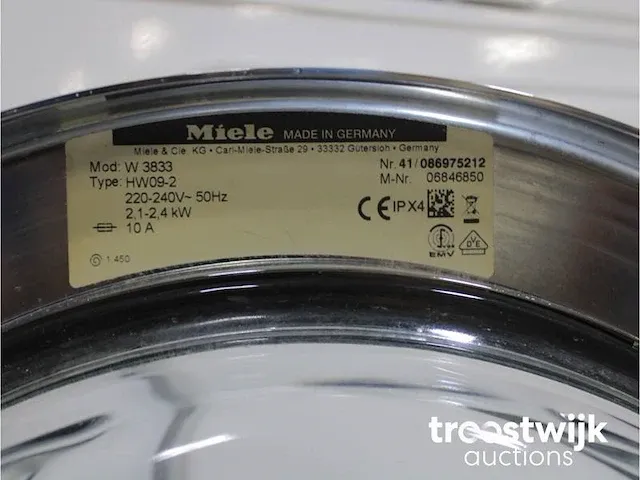 Miele MADE IN GERMANY
Miele & Cie. KG • Carl-Miele-Straße 29 • 33332 Gütersloh • Germany
Mod: W 3833 Nr. 41/086975212
Type: HW09-2 M-Nr. 06846850
220-240V~ 50Hz
2,1-2,4 kW CE IPX4
10 A
EMV VDE
1.450
troostwijk
auctions